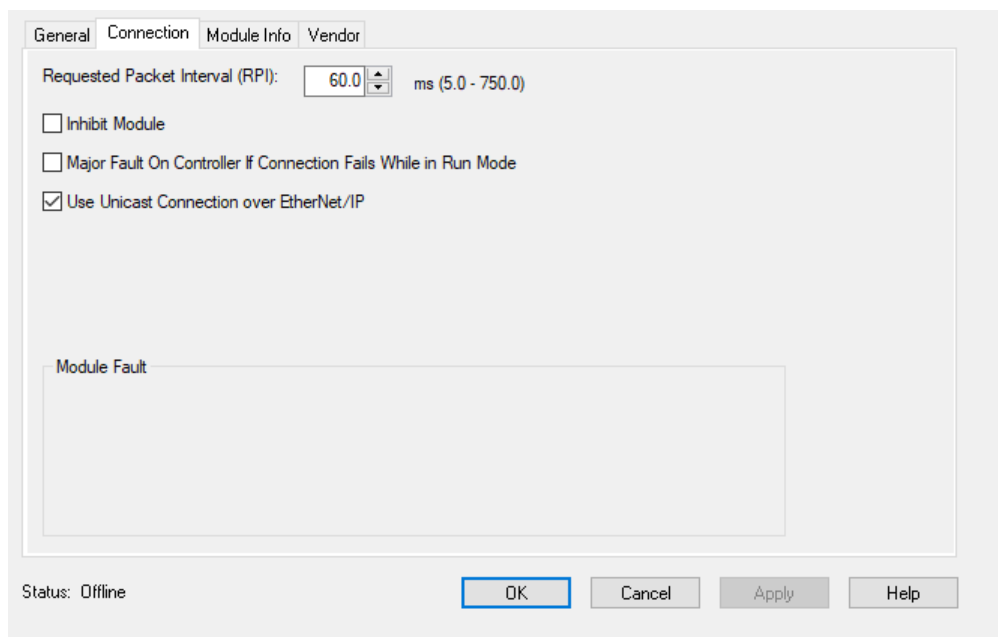 General Connection Module Info Vendor
Requested Packet Interval (RPI): 60.0 ms (5.0 - 750.0)
Inhibit Module
Major Fault On Controller If Connection Fails While in Run Mode
Use Unicast Connection over EtherNet/IP
Module Fault
Status: Offline OK Cancel Apply Help